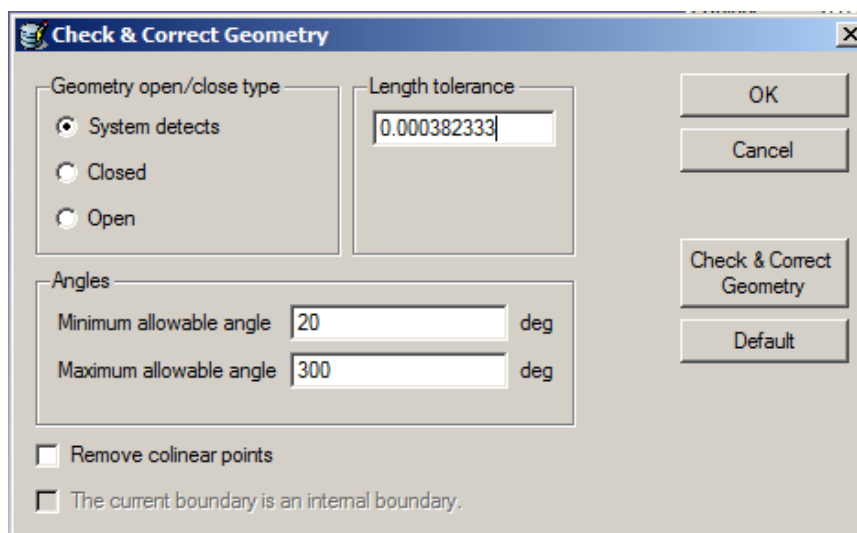 Check & Correct Geometry
Geometry open/close type
System detects
Closed
Open
Length tolerance
0.000382333
OK
Cancel
Check & Correct
Geometry
Default
Angles
Minimum allowable angle 20 deg
Maximum allowable angle 300 deg
Remove colinear points
The current boundary is an internal boundary.